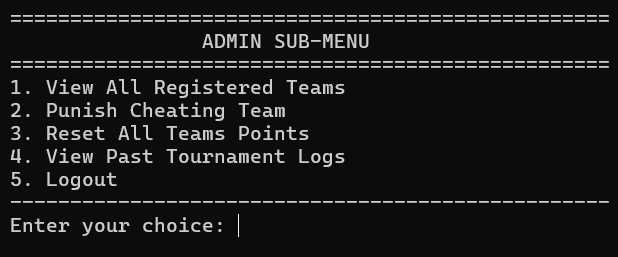 ==================================================
ADMIN SUB-MENU
==================================================
1. View All Registered Teams
2. Punish Cheating Team
3. Reset All Teams Points
4. View Past Tournament Logs
5. Logout
--------------------------------------------------
Enter your choice: